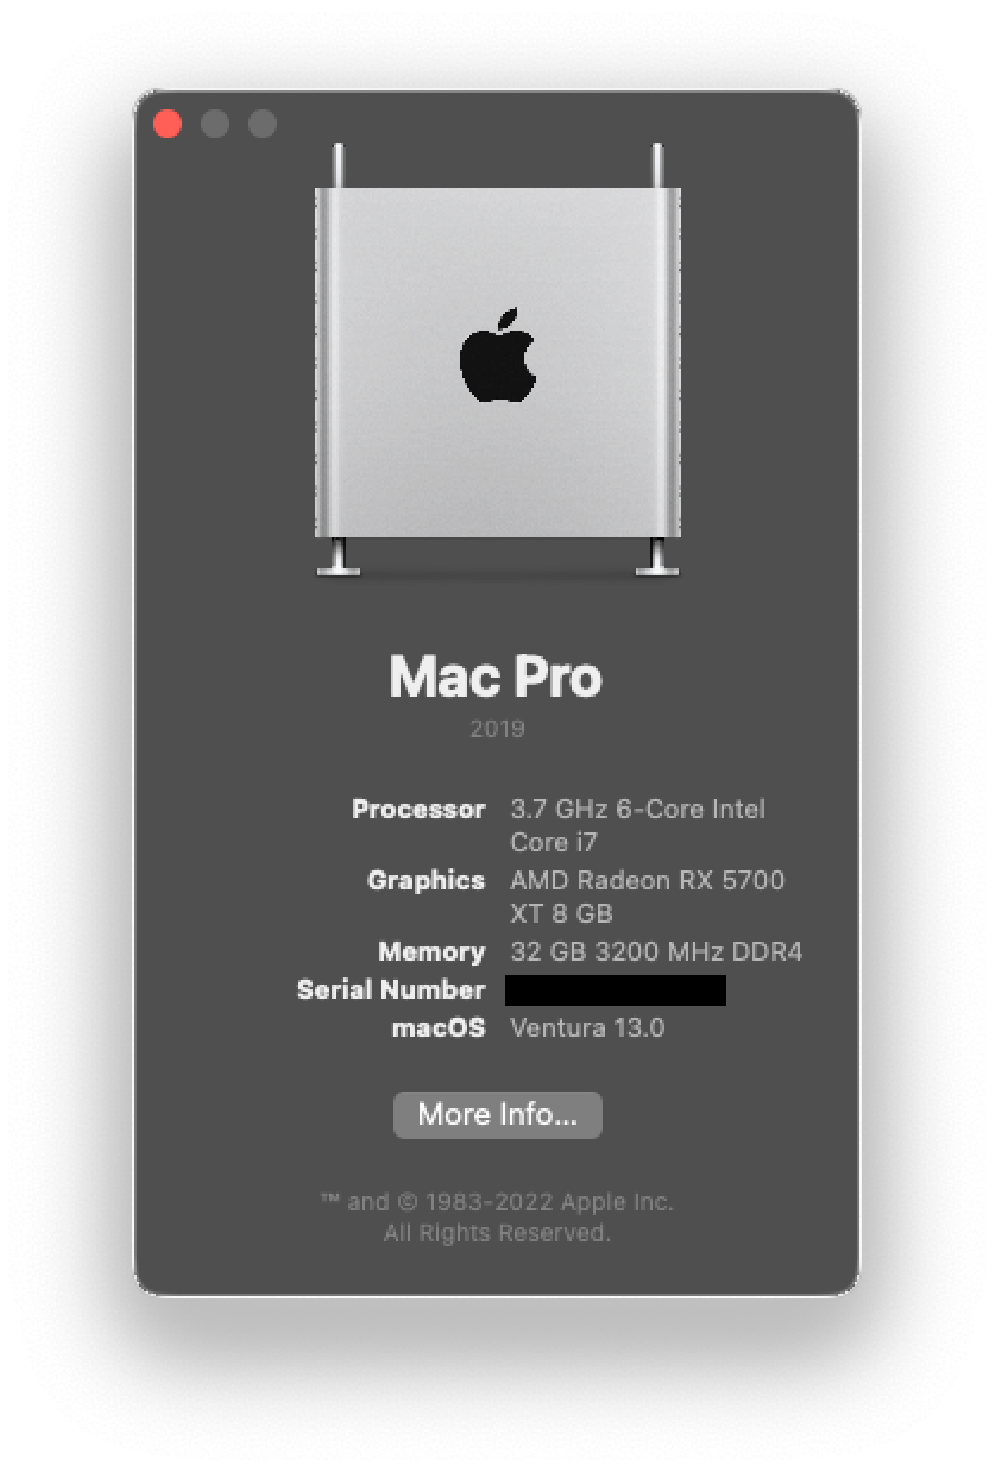 Mac Pro
2019
Processor 3.7 GHz 6-Core Intel
Core i7
Graphics AMD Radeon RX 5700
XT 8 GB
Memory 32 GB 3200 MHz DDR4
Serial Number
macOS Ventura 13.0
More Info...
™ and © 1983-2022 Apple Inc.
All Rights Reserved.